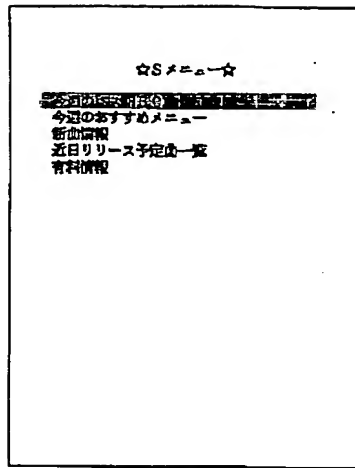 ☆Sメニュー☆
今週のおすすめメニュー
新曲情報
近日リリース予定曲一覧
有料情報